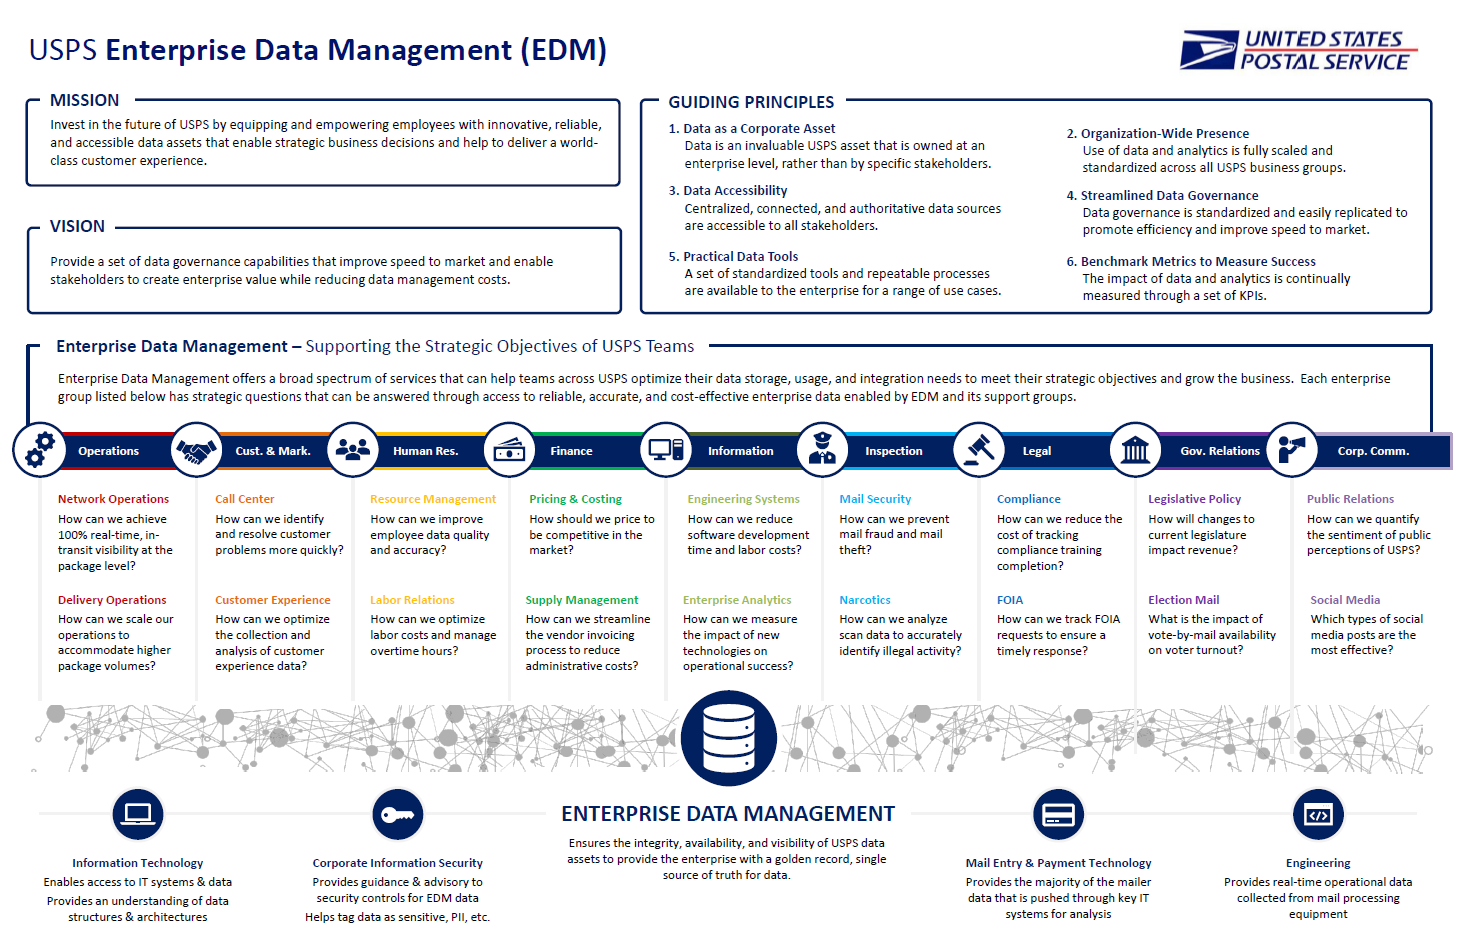 USPS Enterprise Data Management (EDM)
UNITED STATES
POSTAL SERVICE
MISSION
Invest in the future of USPS by equipping and empowering employees with innovative, reliable,
and accessible data assets that enable strategic business decisions and help to deliver a world-
class customer experience.
VISION
Provide a set of data governance capabilities that improve speed to market and enable
stakeholders to create enterprise value while reducing data management costs.
GUIDING PRINCIPLES
1. Data as a Corporate Asset
Data is an invaluable USPS asset that is owned at an
enterprise level, rather than by specific stakeholders.
2. Organization-Wide Presence
Use of data and analytics is fully scaled and
standardized across all USPS business groups.
3. Data Accessibility
Centralized, connected, and authoritative data sources
are accessible to all stakeholders.
4. Streamlined Data Governance
Data governance is standardized and easily replicated to
promote efficiency and improve speed to market.
5. Practical Data Tools
A set of standardized tools and repeatable processes
are available to the enterprise for a range of use cases.
6. Benchmark Metrics to Measure Success
The impact of data and analytics is continually
measured through a set of KPIs.
Enterprise Data Management – Supporting the Strategic Objectives of USPS Teams
Enterprise Data Management offers a broad spectrum of services that can help teams across USPS optimize their data storage, usage, and integration needs to meet their strategic objectives and grow the business. Each enterprise
group listed below has strategic questions that can be answered through access to reliable, accurate, and cost-effective enterprise data enabled by EDM and its support groups.
Operations
Network Operations
How can we achieve
100% real-time, in-
transit visibility at the
package level?
Delivery Operations
How can we scale our
operations to
accommodate higher
package volumes?
Cust. & Mark.
Call Center
How can we identify
and resolve customer
problems more quickly?
Customer Experience
How can we optimize
the collection and
analysis of customer
experience data?
Human Res.
Resource Management
How can we improve
employee data quality
and accuracy?
Labor Relations
How can we optimize
labor costs and manage
overtime hours?
Finance
Pricing & Costing
How should we price to
be competitive in the
market?
Supply Management
How can we streamline
the vendor invoicing
process to reduce
administrative costs?
Information
Engineering Systems
How can we reduce
software development
time and labor costs?
Enterprise Analytics
How can we measure
the impact of new
technologies on
operational success?
Inspection
Mail Security
How can we prevent
mail fraud and mail
theft?
Narcotics
How can we analyze
scan data to accurately
identify illegal activity?
Legal
Compliance
How can we reduce the
cost of tracking
compliance training
completion?
FOIA
How can we track FOIA
requests to ensure a
timely response?
Gov. Relations
Legislative Policy
How will changes to
current legislature
impact revenue?
Election Mail
What is the impact of
vote-by-mail availability
on voter turnout?
Corp. Comm.
Public Relations
How can we quantify
the sentiment of public
perceptions of USPS?
Social Media
Which types of social
media posts are the
most effective?
Information Technology
Enables access to IT systems & data
Provides an understanding of data
structures & architectures
Corporate Information Security
Provides guidance & advisory to
security controls for EDM data
Helps tag data as sensitive, PII, etc.
ENTERPRISE DATA MANAGEMENT
Ensures the integrity, availability, and visibility of USPS data
assets to provide the enterprise with a golden record, single
source of truth for data.
Mail Entry & Payment Technology
Provides the majority of the mailer
data that is pushed through key IT
systems for analysis
</>
Engineering
Provides real-time operational data
collected from mail processing
equipment